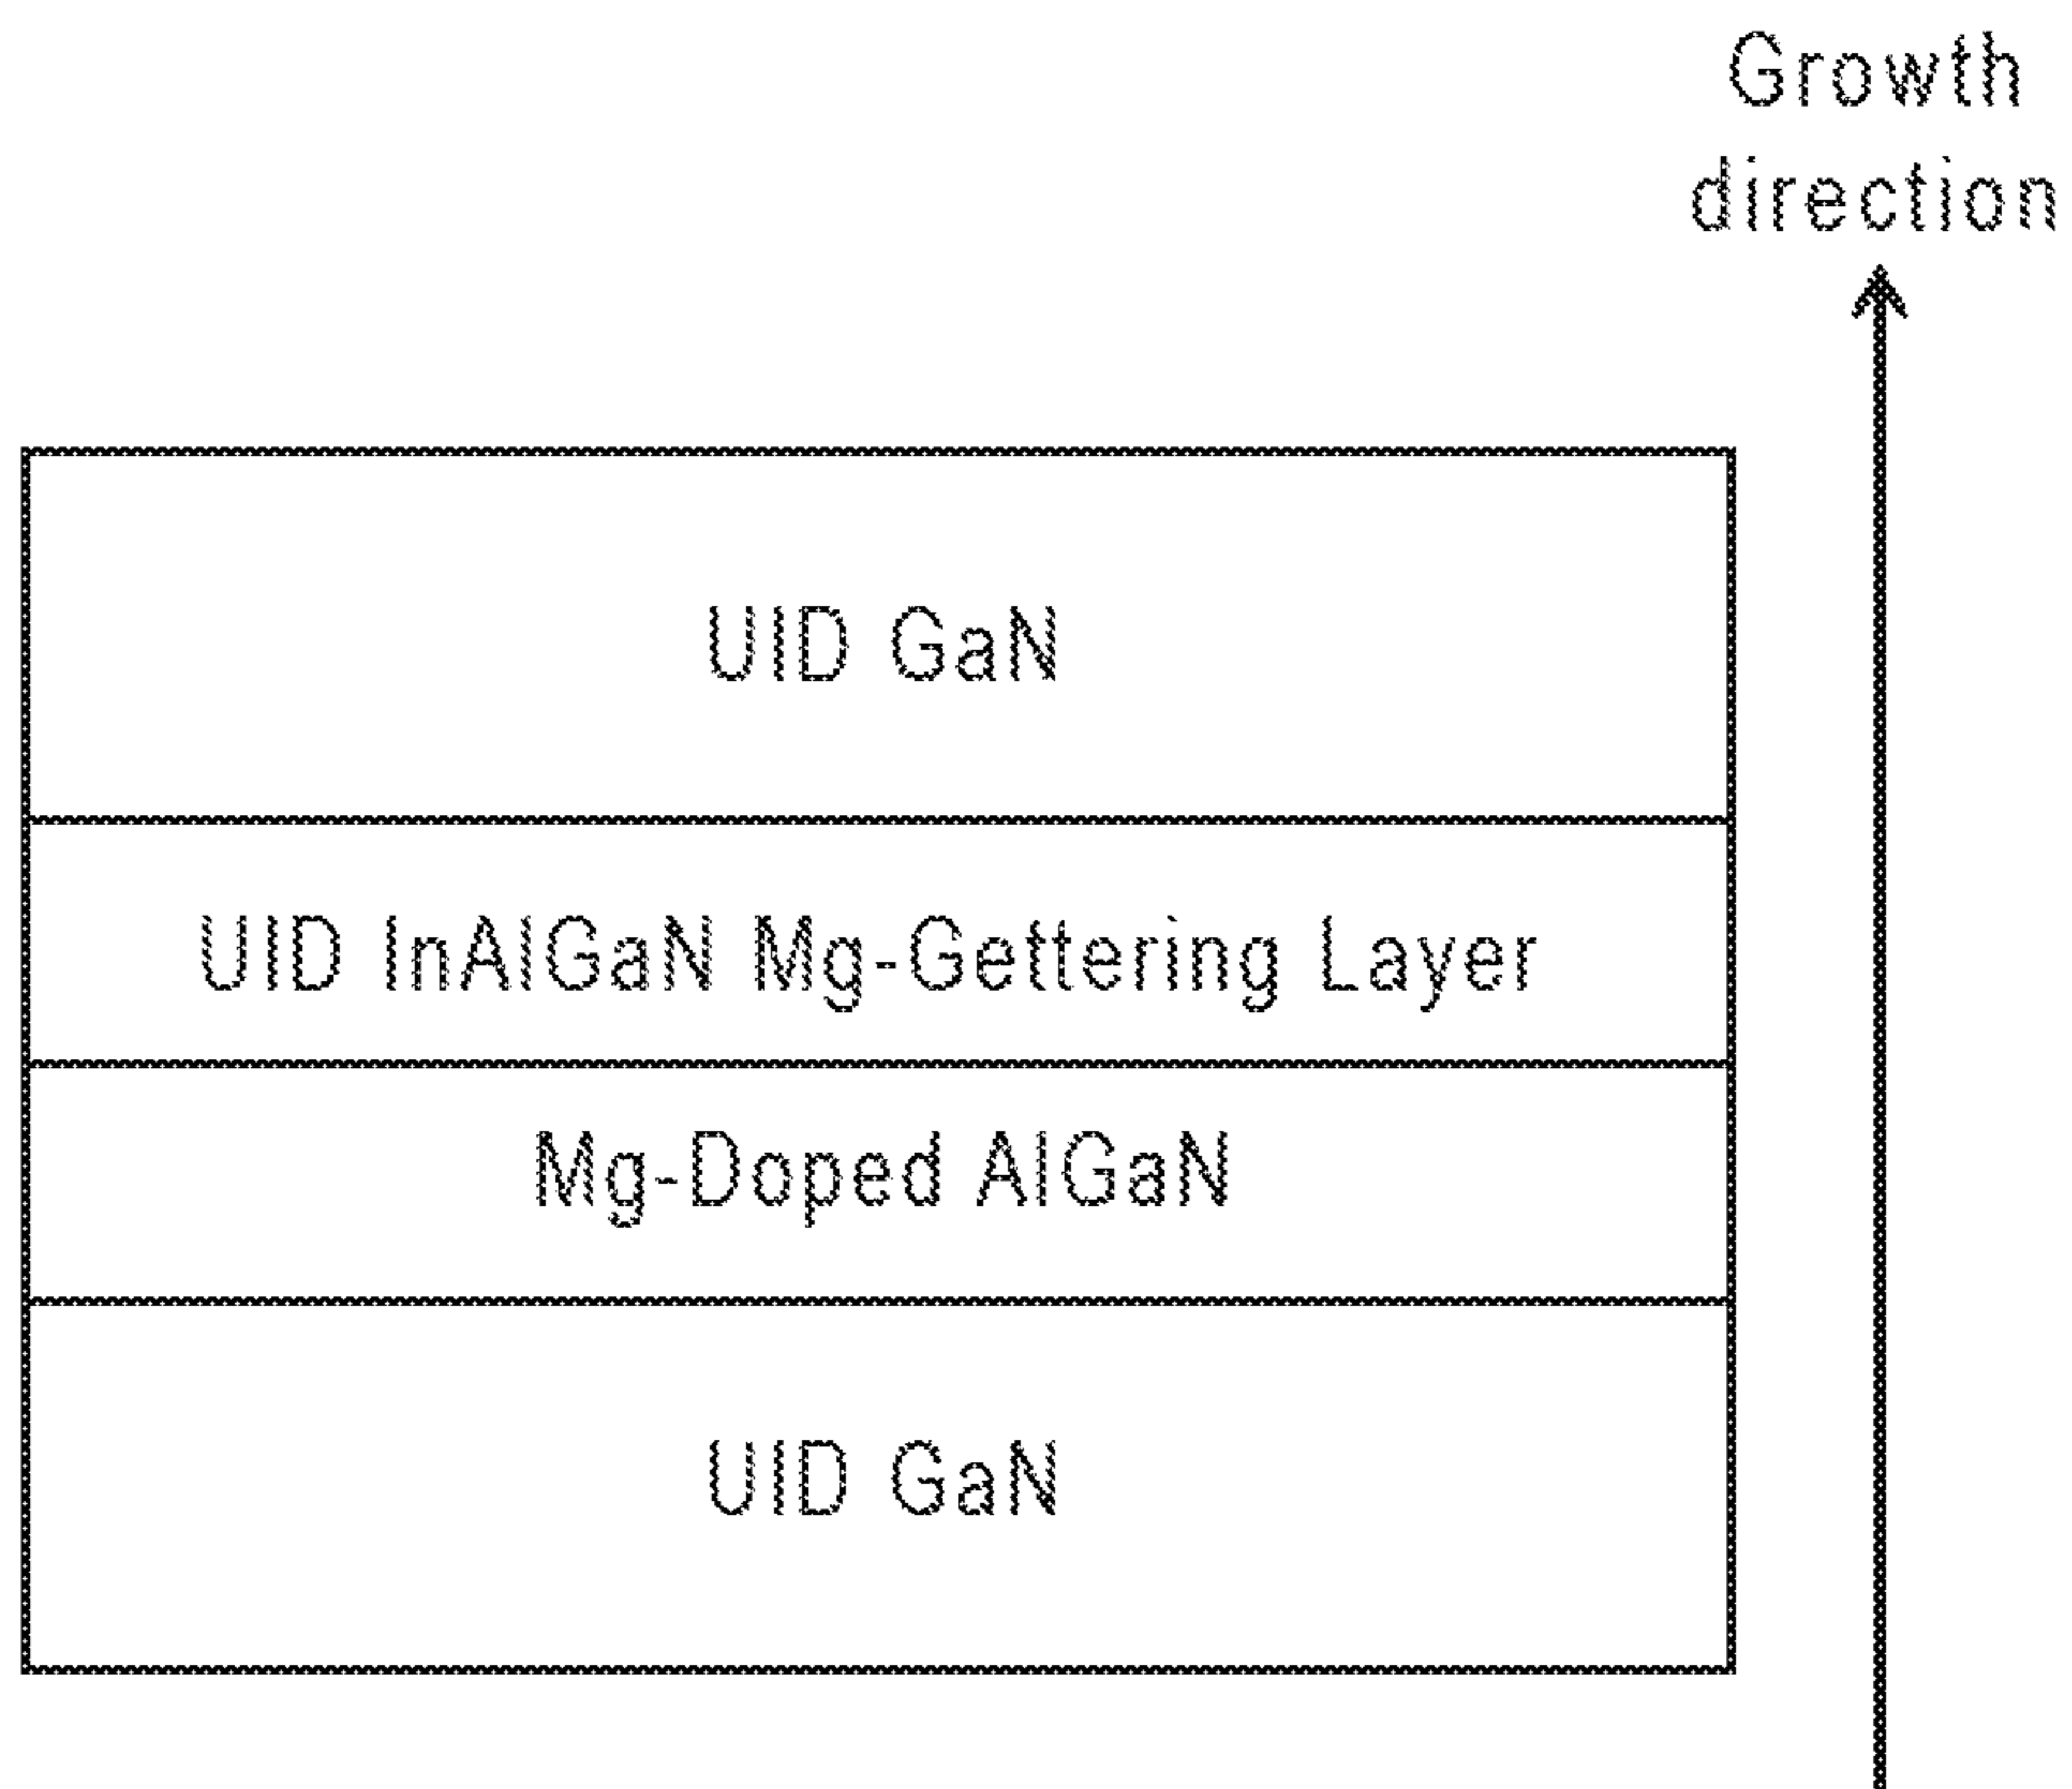 Growth
direction
UID GaN
UID InAlGaN Mg-Gettering Layer
Mg-Doped AlGaN
UID GaN